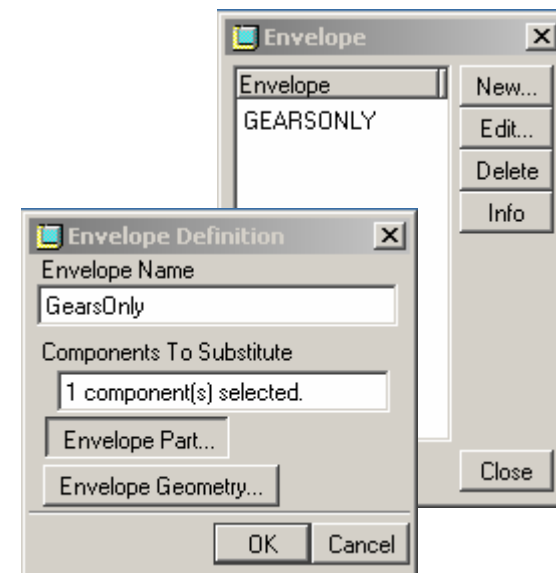 Envelope
Envelope
New...
GEARSONLY
Edit...
Delete
Info
Close
Envelope Definition
Envelope Name
GearsOnly
Components To Substitute
1 component(s) selected.
Envelope Part...
Envelope Geometry...
OK
Cancel